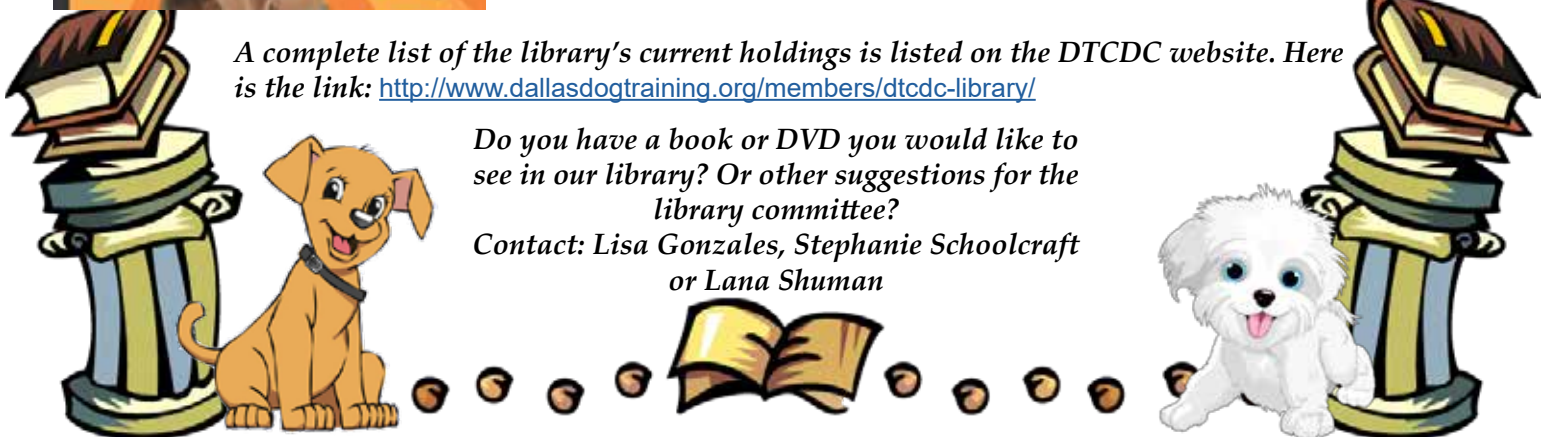 A complete list of the library's current holdings is listed on the DTCDC website. Here
is the link: http://www.dallasdogtraining.org/members/dtcdc-library/
Do you have a book or DVD you would like to
see in our library? Or other suggestions for the
library committee?
Contact: Lisa Gonzales, Stephanie Schoolcraft
or Lana Shuman